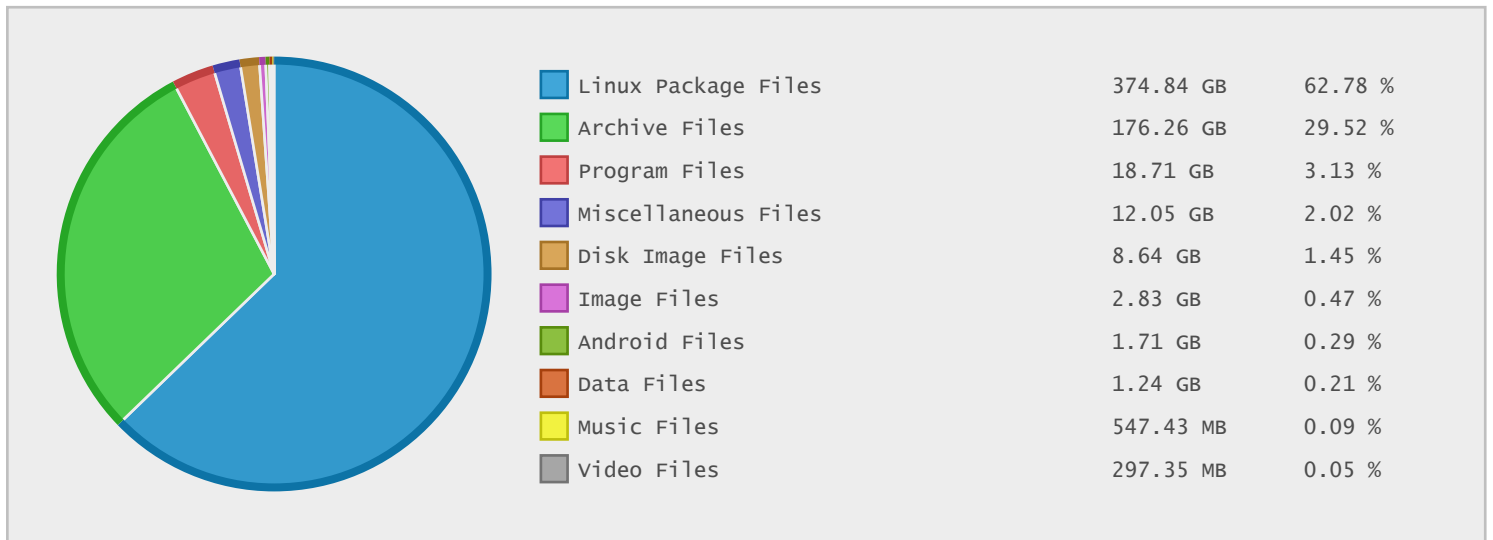 Linux Package Files 374.84 GB 62.78 %
Archive Files 176.26 GB 29.52 %
Program Files 18.71 GB 3.13 %
Miscellaneous Files 12.05 GB 2.02 %
Disk Image Files 8.64 GB 1.45 %
Image Files 2.83 GB 0.47 %
Android Files 1.71 GB 0.29 %
Data Files 1.24 GB 0.21 %
Music Files 547.43 MB 0.09 %
Video Files 297.35 MB 0.05 %